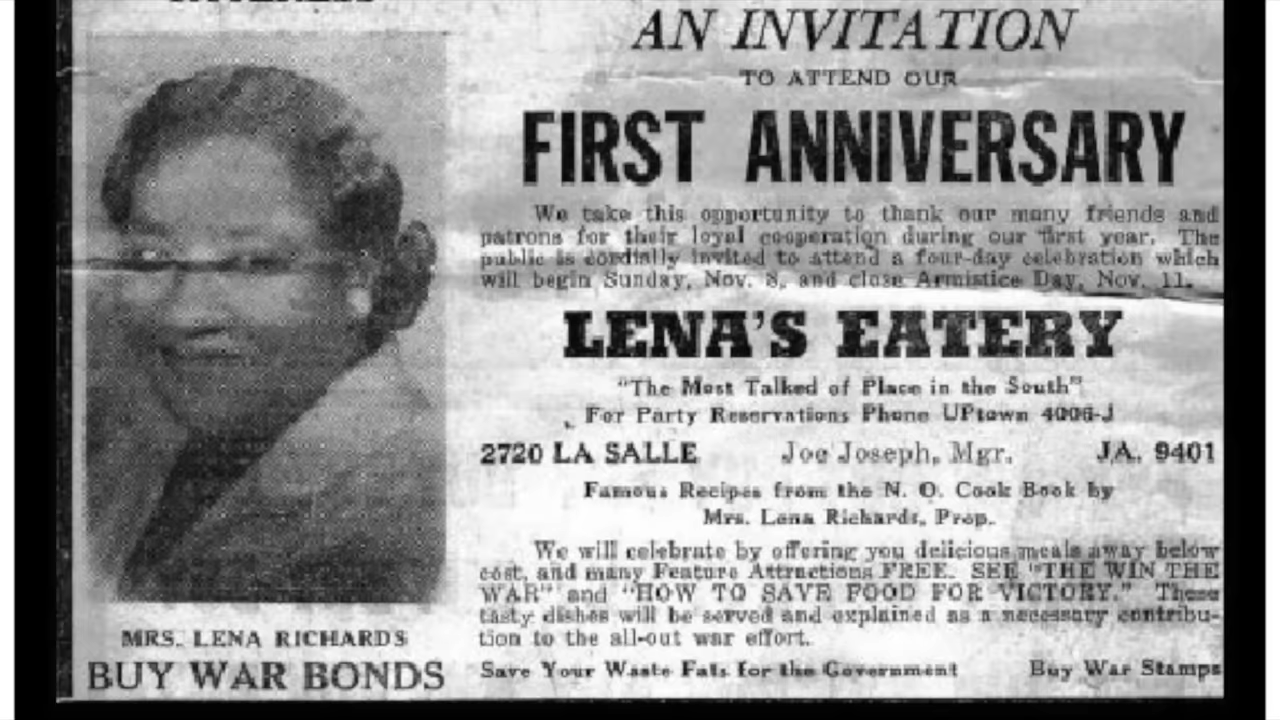 AN INVITATION
TO ATTEND OUR
FIRST ANNIVERSARY
We take this opportunity to thank our many friends and
patrons for their loyal cooperation during our first year. The
public is cordially invited to attend a four-day celebration which
will begin Sunday, Nov. 8, and close Armistice Day, Nov. 11.
LENA'S EATERY
"The Most Talked of Place in the South"
For Party Reservations Phone UPtown 4006-J
2720 LA SALLE Joe Joseph, Mgr. JA. 9401
Famous Recipes from the N. O. Cook Book by
Mrs. Lena Richards, Prop.
We will celebrate by offering you delicious meals away below
cost, and many Feature Attractions FREE. SEE "THE WIN THE
WAR" and "HOW TO SAVE FOOD FOR VICTORY." These
tasty dishes will be served and explained as a necessary contribu-
tion to the all-out war effort.
Save Your Waste Fats for the Government Buy War Stamps
MRS. LENA RICHARDS
BUY WAR BONDS